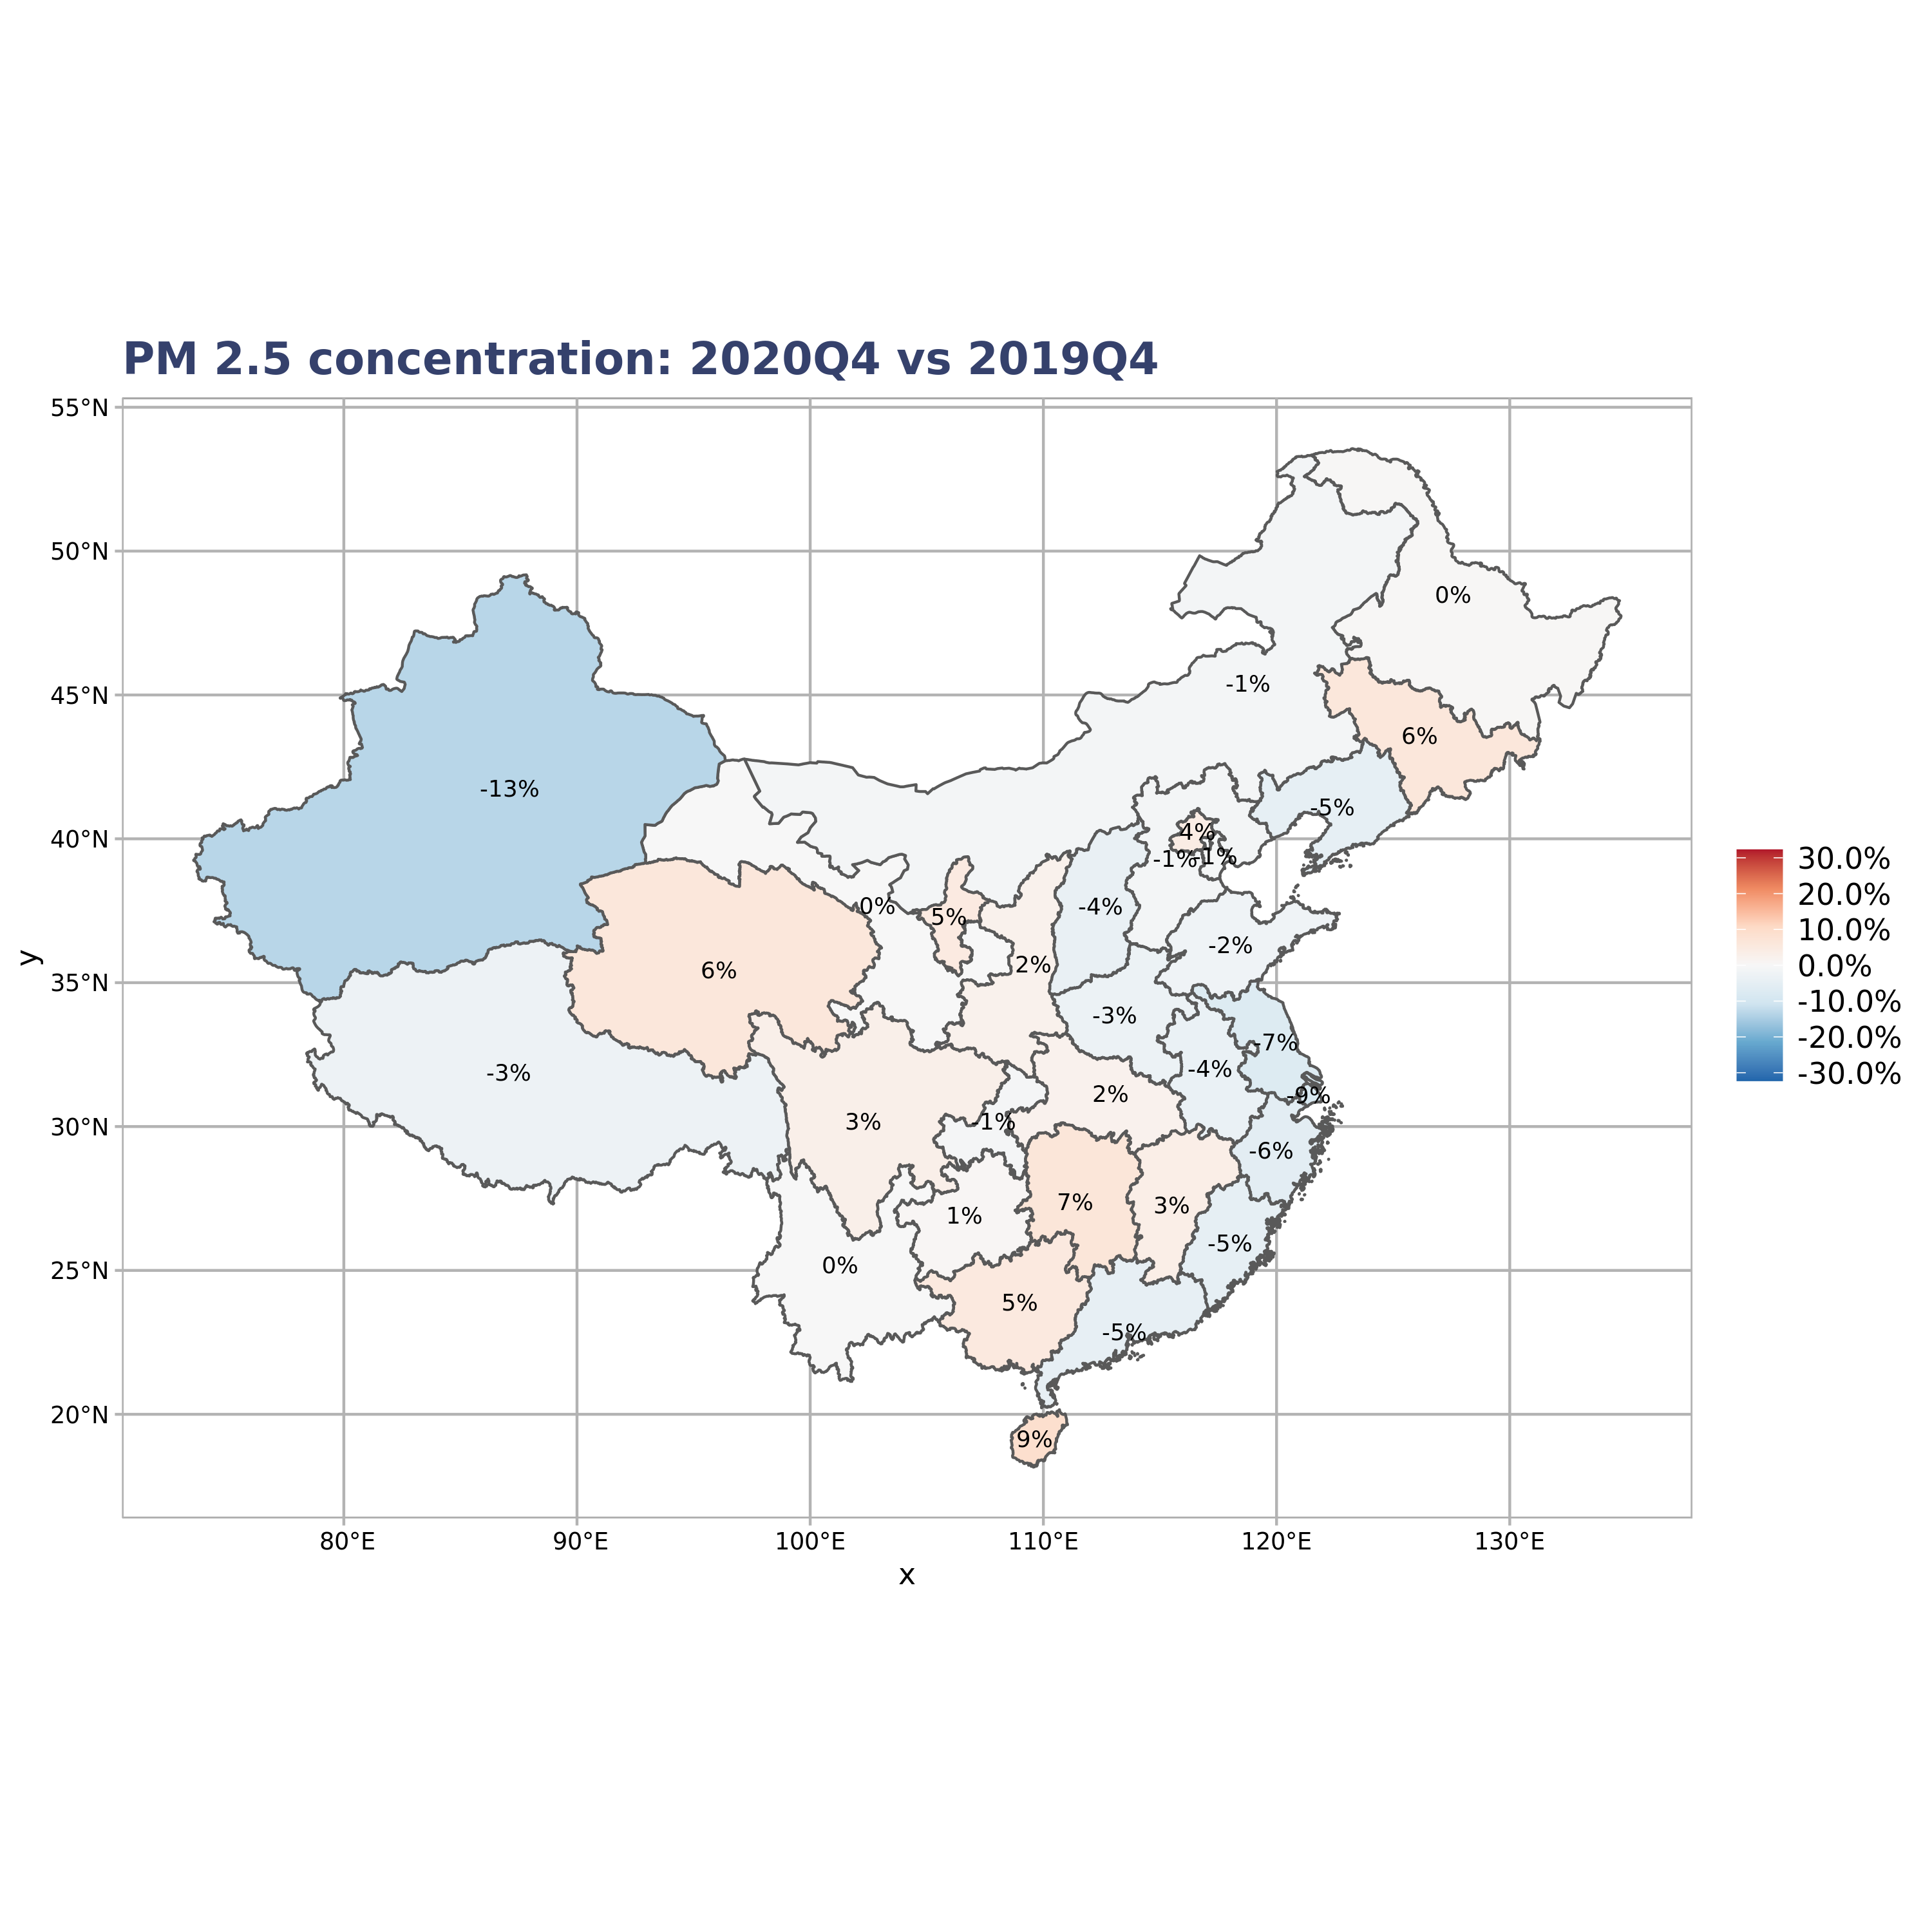 PM 2.5 concentration: 2020Q4 vs 2019Q4
55°N
50°N
45°N
40°N
35°N
30°N
25°N
20°N
y
0%
-1%
6%
-13%
-5%
4%
-1%
-1%
0%
5%
-4%
-2%
2%
6%
-3%
-7%
-3%
-4%
2%
-9%
3%
-1%
-6%
7%
3%
1%
-5%
0%
5%
-5%
9%
80°E
90°E
100°E
110°E
120°E
130°E
x
30.0%
20.0%
10.0%
0.0%
-10.0%
-20.0%
-30.0%